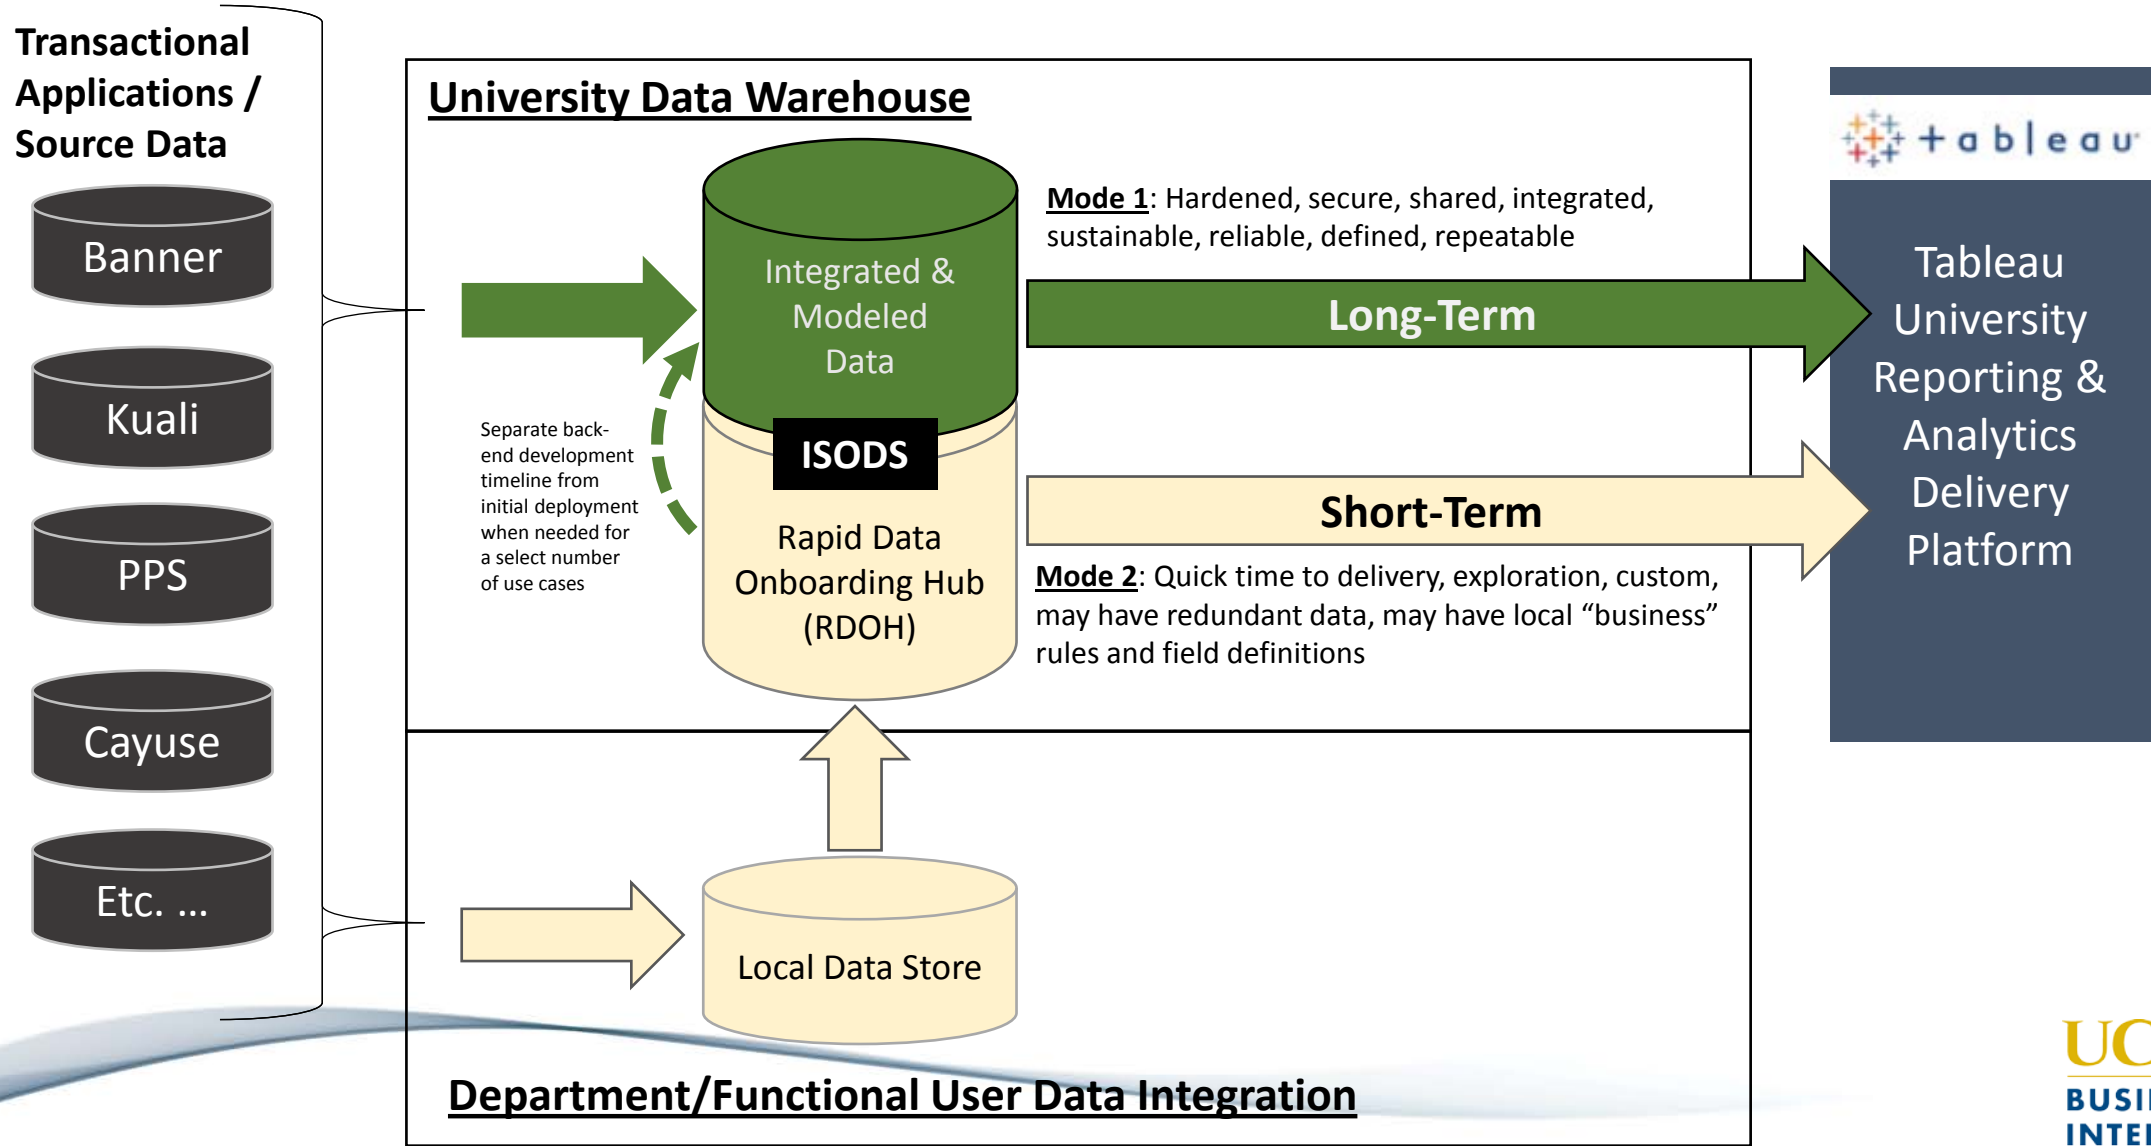 Transactional
Applications /
Source Data
Banner
Kuali
PPS
Cayuse
Etc. ...
University Data Warehouse
Integrated &
Modeled
Data
ISODS
Rapid Data
Onboarding Hub
(RDOH)
Separate back-
end development
timeline from
initial deployment
when needed for
a select number
of use cases
Mode 1: Hardened, secure, shared, integrated,
sustainable, reliable, defined, repeatable
Long-Term
Short-Term
Mode 2: Quick time to delivery, exploration, custom,
may have redundant data, may have local “business”
rules and field definitions
Local Data Store
Department/Functional User Data Integration
+ableau
Tableau
University
Reporting &
Analytics
Delivery
Platform
UC